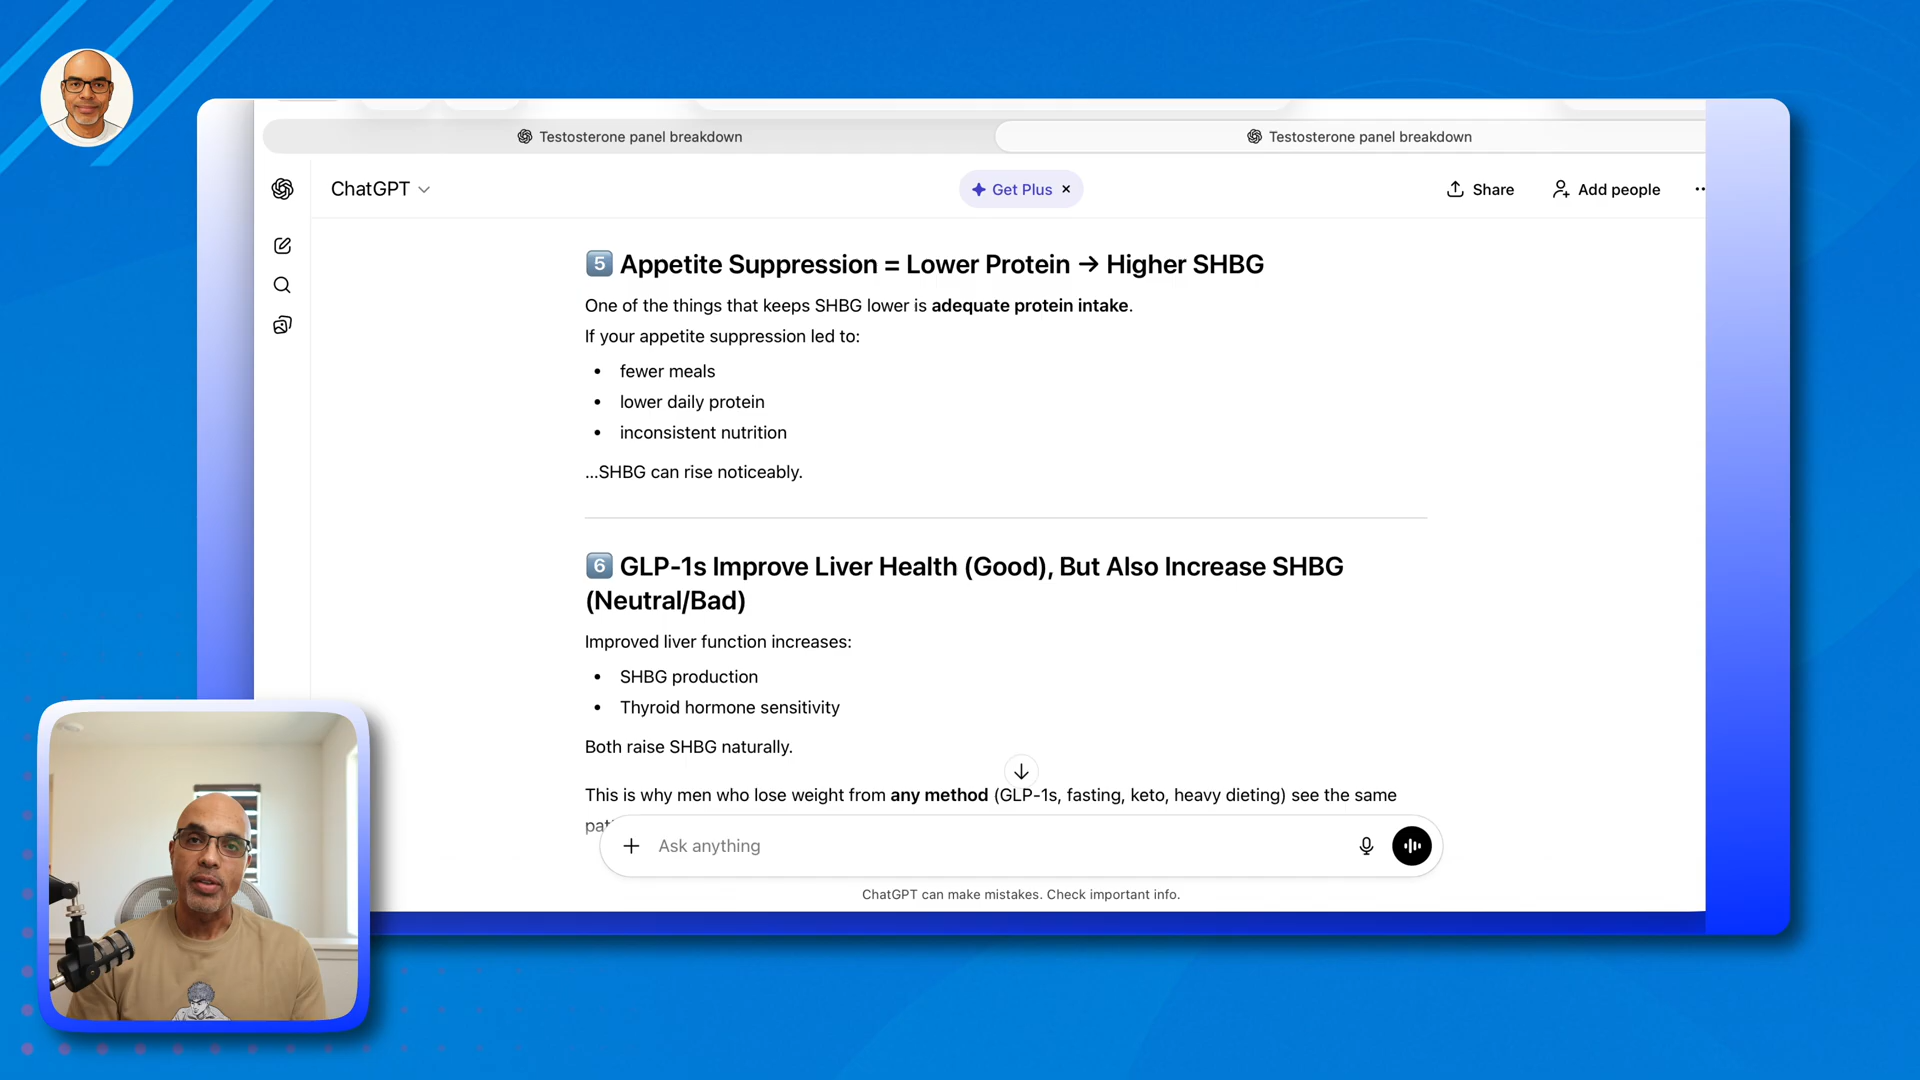 Testosterone panel breakdown
Testosterone panel breakdown
ChatGPT
Get Plus
Share
Add people
5 Appetite Suppression = Lower Protein → Higher SHBG
One of the things that keeps SHBG lower is adequate protein intake.
If your appetite suppression led to:
• fewer meals
• lower daily protein
• inconsistent nutrition
...SHBG can rise noticeably.
6 GLP-1s Improve Liver Health (Good), But Also Increase SHBG
(Neutral/Bad)
Improved liver function increases:
• SHBG production
• Thyroid hormone sensitivity
Both raise SHBG naturally.
This is why men who lose weight from any method (GLP-1s, fasting, keto, heavy dieting) see the same
Ask anything
ChatGPT can make mistakes. Check important info.